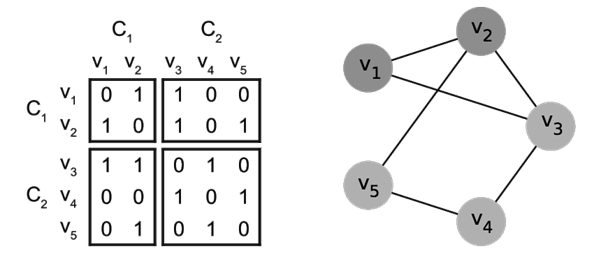 C₁ C₂
v₁ v₂ v₃ v₄ v₅
C₁ v₁ 0 1 1 0 0
v₂ 1 0 1 0 1
v₃ 1 1 0 1 0
C₂ v₄ 0 0 1 0 1
v₅ 0 1 0 1 0
v₂
v₁
v₃
v₅
v₄